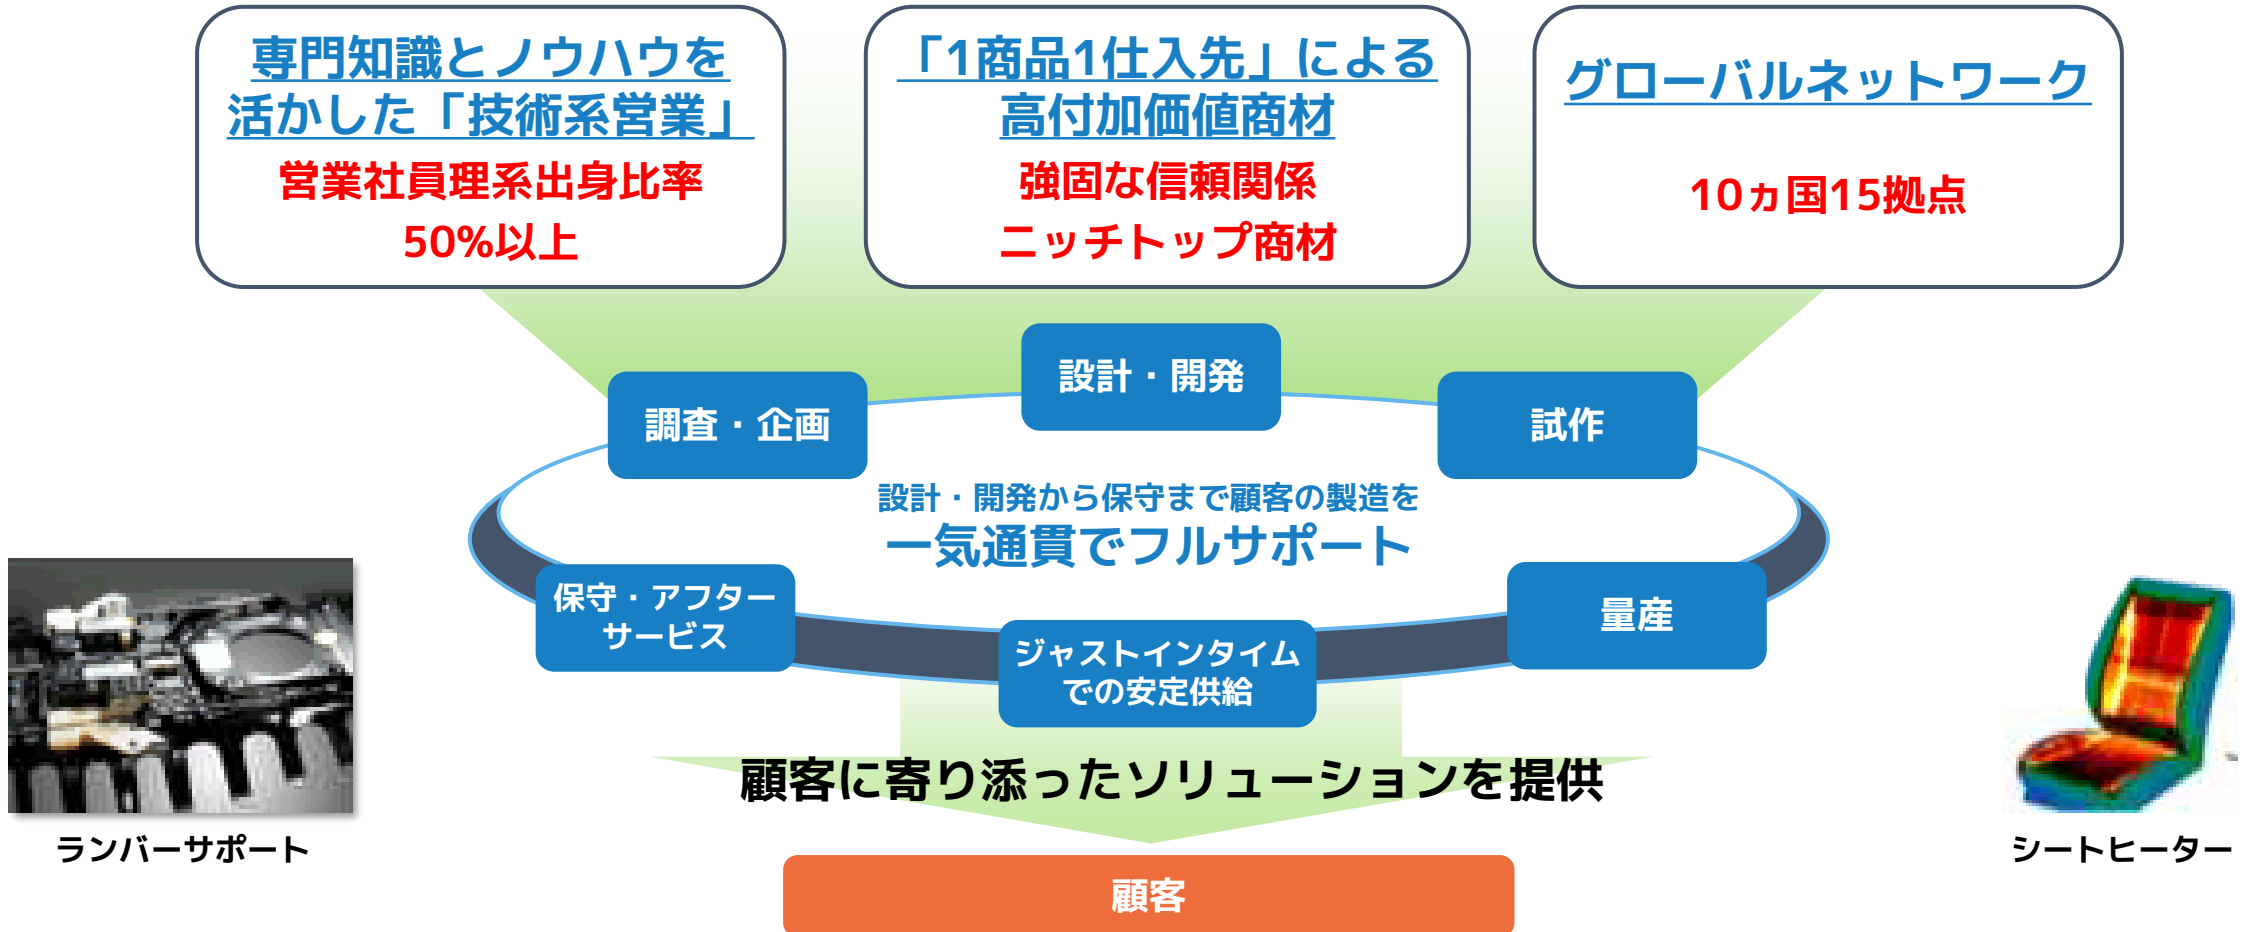 専門知識とノウハウを
活かした「技術系営業」
営業社員理系出身比率
50%以上
「1商品1仕入先」による
高付加価値商材
強固な信頼関係
ニッチトップ商材
グローバルネットワーク
10ヵ国15拠点
設計・開発
調査・企画
試作
設計・開発から保守まで顧客の製造を
一気通貫でフルサポート
保守・アフター
サービス
ジャストインタイム
での安定供給
量産
顧客に寄り添ったソリューションを提供
ランバーサポート
シートヒーター
顧客